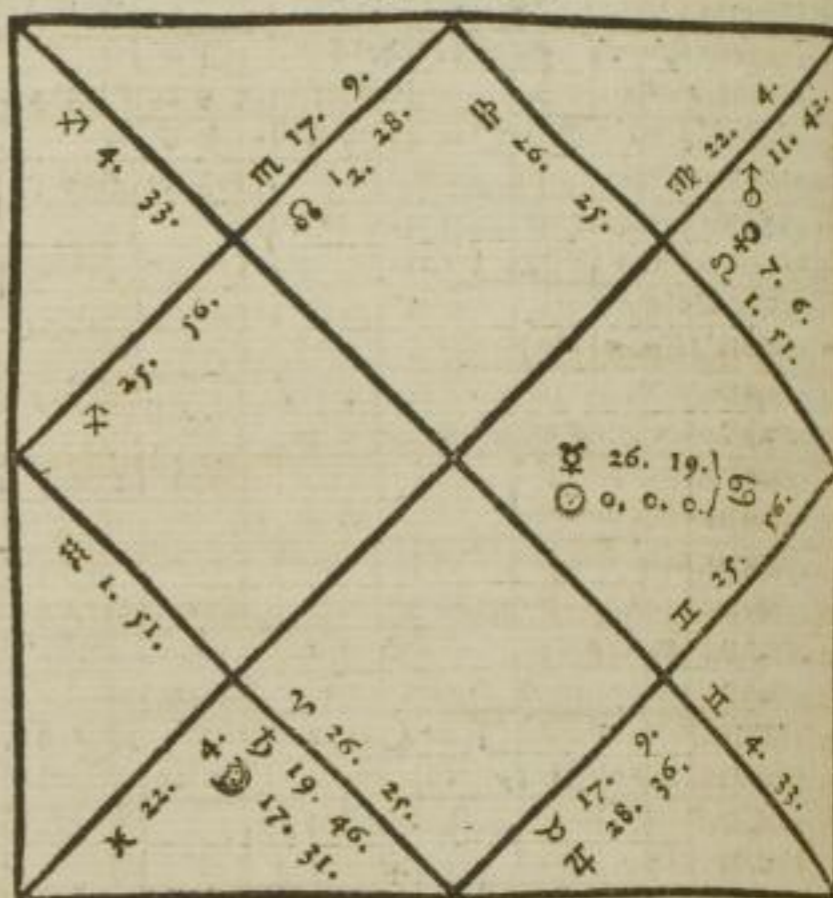 ♐ 4. 33.
♏ 17. 9.
☊ 12. 28.
♎ 26. 25.
♍ 22. 4.
♂ 11. 42.
7. 6.
♌ 1. 51.
♐ 25. 56.
☿ 26. 19.
☉ 0. 0. 0. ♋
♊ 25. 56.
♒ 1. 51.
♓ 22. 4.
♄ 19. 46.
☽ 17. 31.
♈ 26. 25.
♉ 17. 9.
♃ 28. 36.
♊ 4. 33.